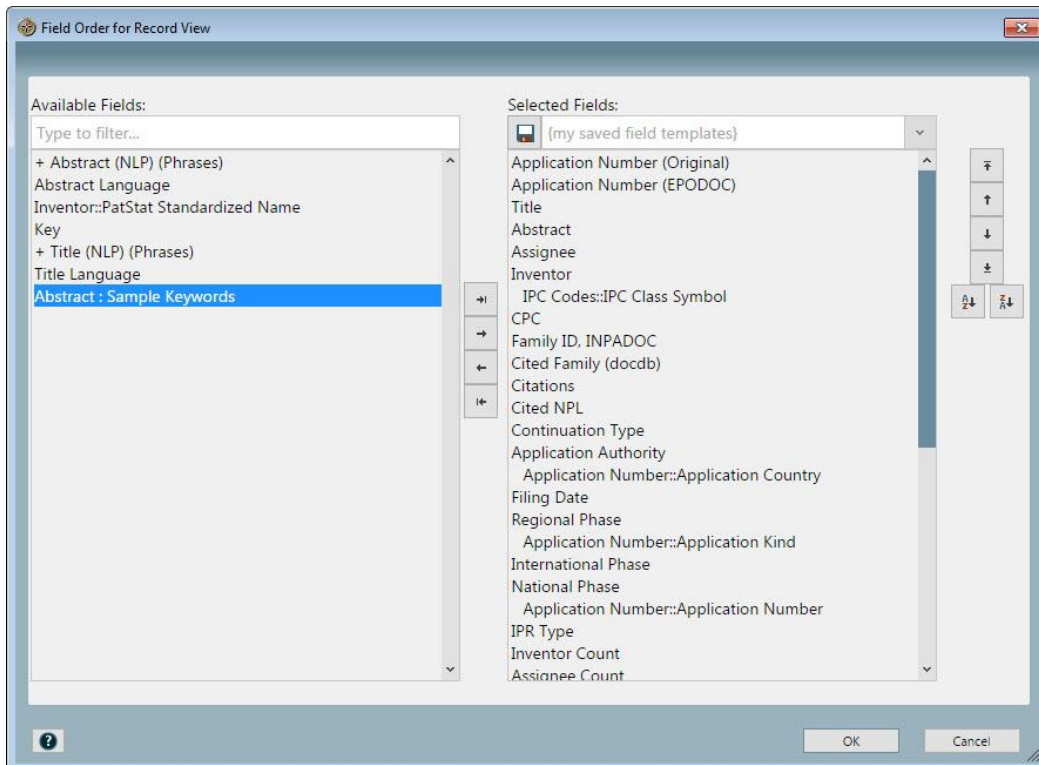 Field Order for Record View
Available Fields:
Type to filter...
+ Abstract (NLP) (Phrases)
Abstract Language
Inventor::PatStat Standardized Name
Key
+ Title (NLP) (Phrases)
Title Language
Abstract : Sample Keywords
Selected Fields:
{my saved field templates}
Application Number (Original)
Application Number (EPODOC)
Title
Abstract
Assignee
Inventor
IPC Codes::IPC Class Symbol
CPC
Family ID, INPADOC
Cited Family (docdb)
Citations
Cited NPL
Continuation Type
Application Authority
Application Number::Application Country
Filing Date
Regional Phase
Application Number::Application Kind
International Phase
National Phase
Application Number::Application Number
IPR Type
Inventor Count
Assignee Count
OK
Cancel